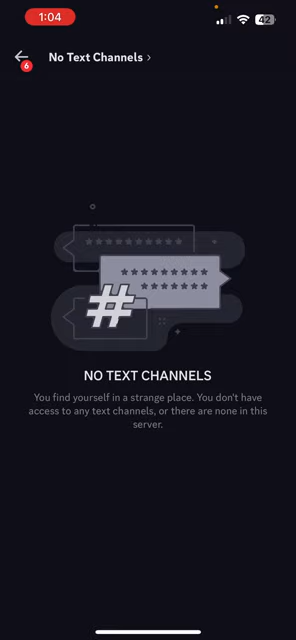 1:04
42
6
No Text Channels ›
NO TEXT CHANNELS
You find yourself in a strange place. You don't have
access to any text channels, or there are none in this
server.